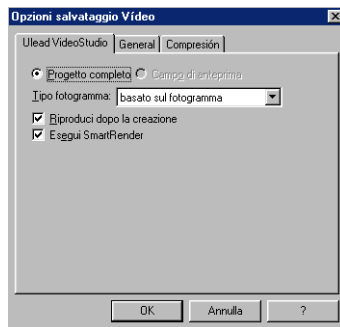 Opzioni salvataggio Vídeo
Ulead VideoStudio General Compresión
Progetto completo Campo di anteprima
Tipo fotogramma: basato sul fotogramma
Riproduci dopo la creazione
Esegui SmartRender
OK Annulla ?